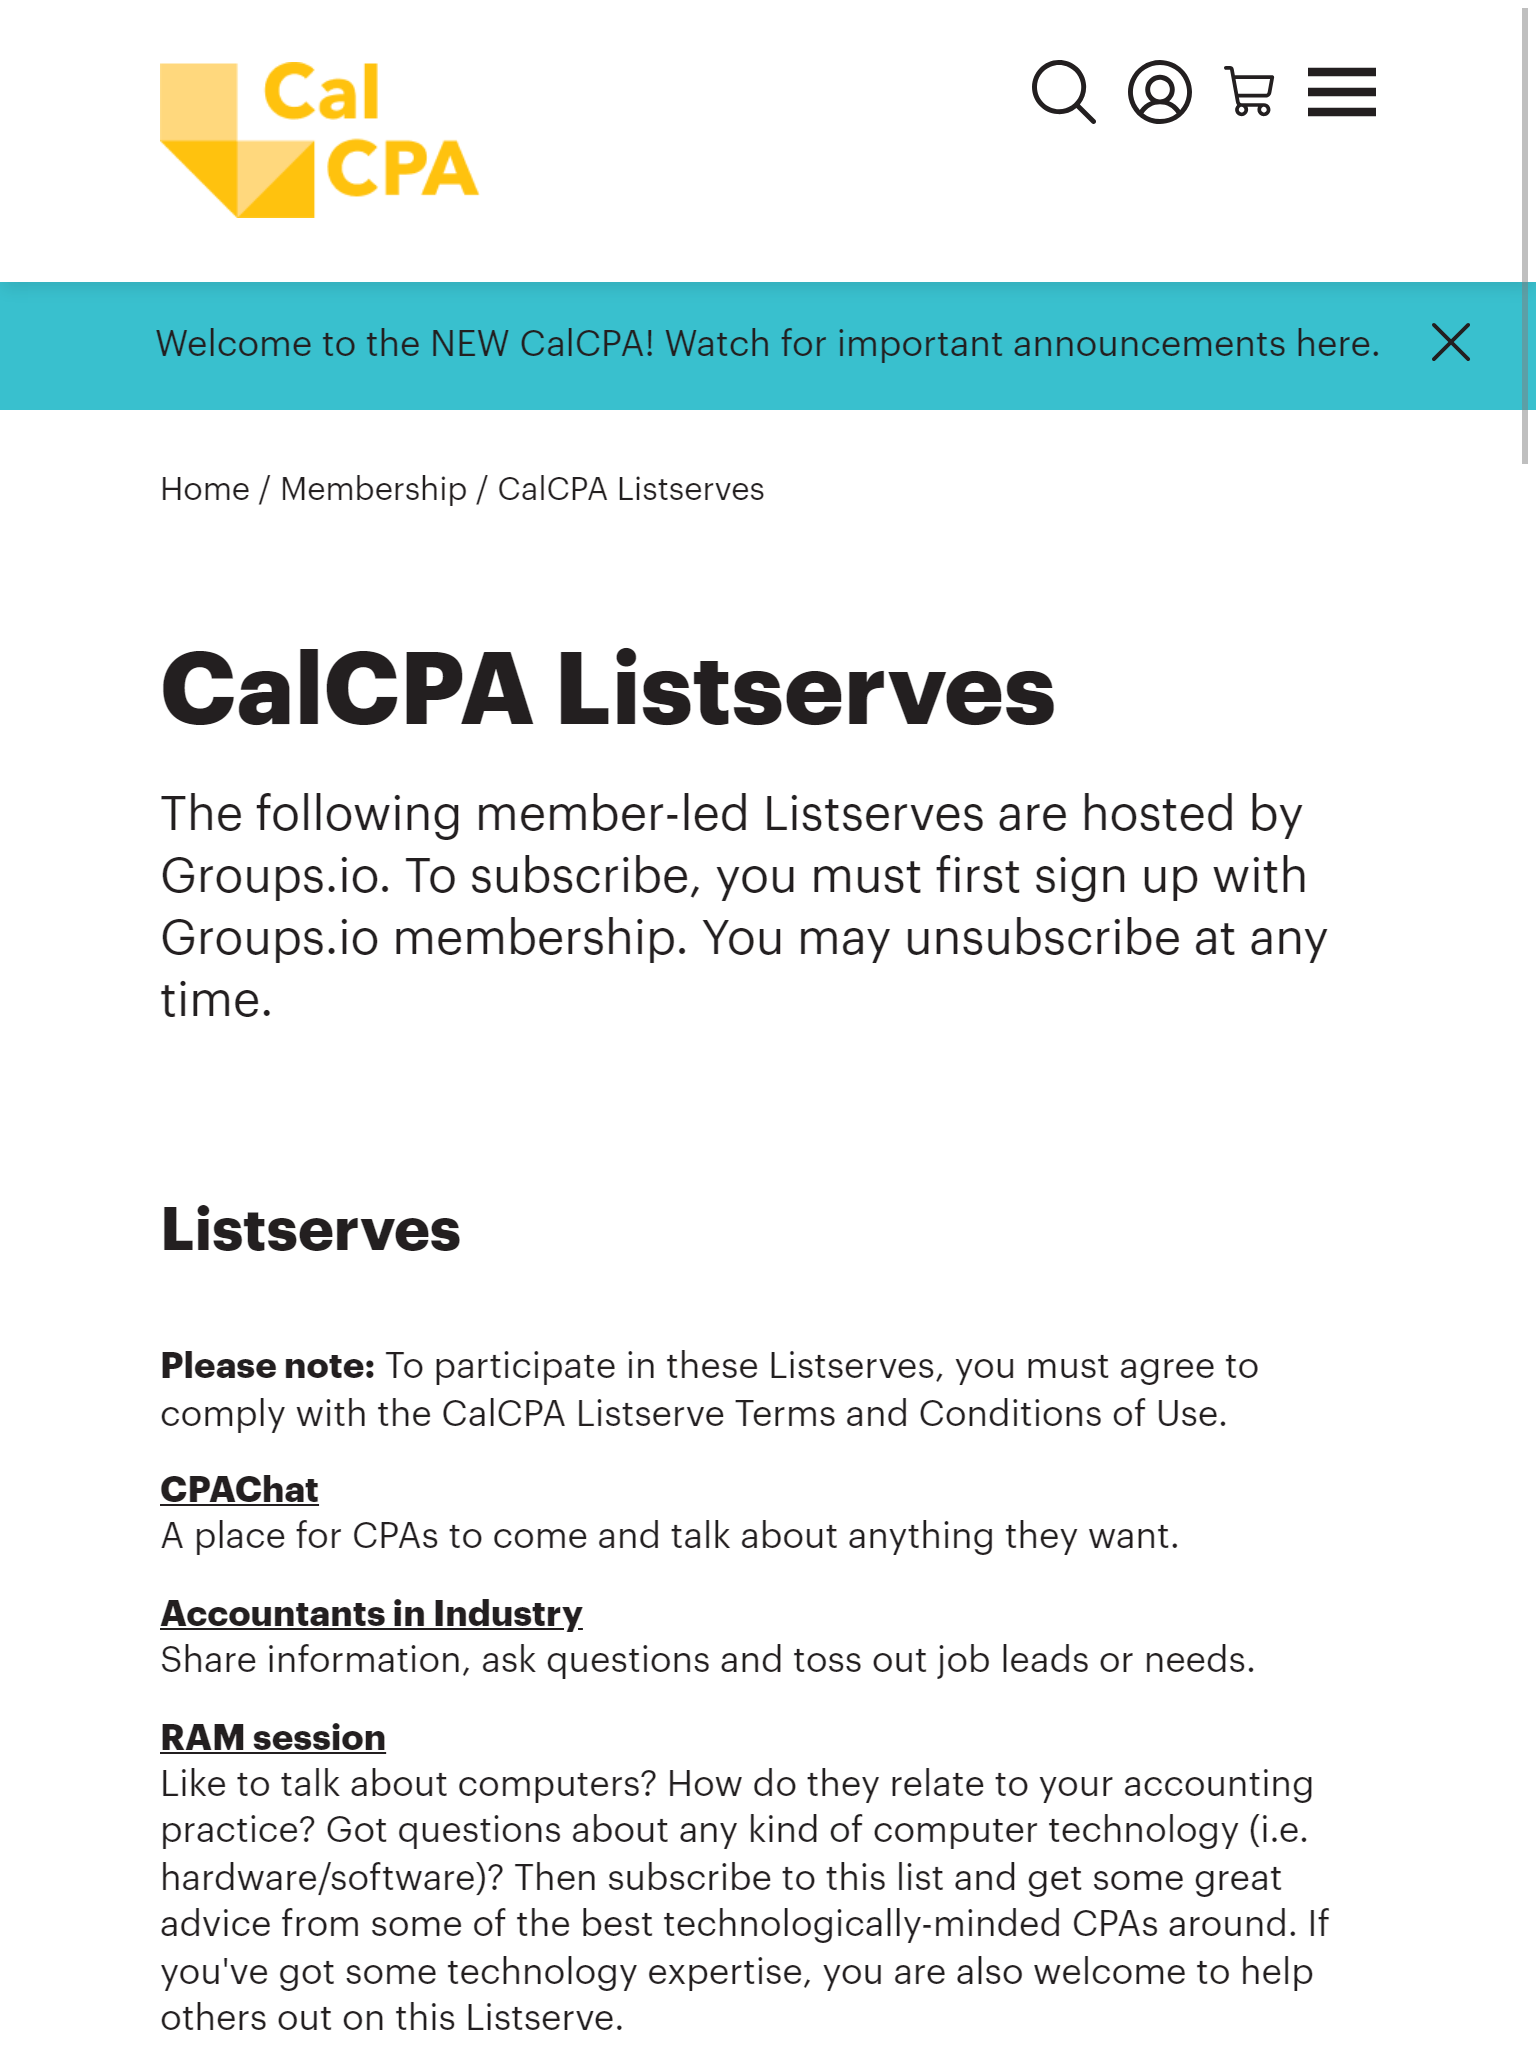 Cal
CPA
Welcome to the NEW CalCPA! Watch for important announcements here.
Home / Membership / CalCPA Listserves
CalCPA Listserves
The following member-led Listserves are hosted by
Groups.io. To subscribe, you must first sign up with
Groups.io membership. You may unsubscribe at any
time.
Listserves
Please note: To participate in these Listserves, you must agree to
comply with the CalCPA Listserve Terms and Conditions of Use.
CPAChat
A place for CPAs to come and talk about anything they want.
Accountants in Industry
Share information, ask questions and toss out job leads or needs.
RAM session
Like to talk about computers? How do they relate to your accounting
practice? Got questions about any kind of computer technology (i.e.
hardware/software)? Then subscribe to this list and get some great
advice from some of the best technologically-minded CPAs around. If
you've got some technology expertise, you are also welcome to help
others out on this Listserve.